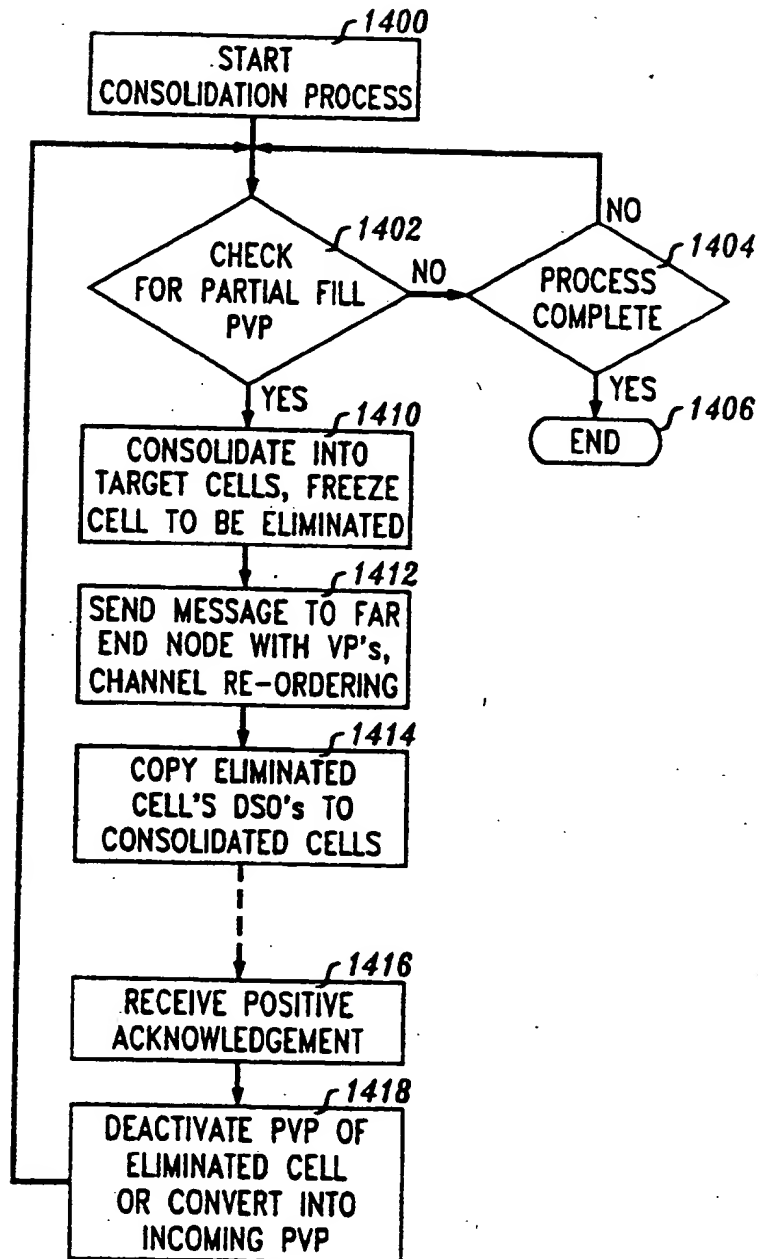 1400
START
CONSOLIDATION PROCESS
1402
CHECK
FOR PARTIAL FILL
PVP
NO
NO
1404
PROCESS
COMPLETE
YES
YES
1406
END
1410
CONSOLIDATE INTO
TARGET CELLS, FREEZE
CELL TO BE ELIMINATED
1412
SEND MESSAGE TO FAR
END NODE WITH VP's,
CHANNEL RE-ORDERING
1414
COPY ELIMINATED
CELL'S DSO's TO
CONSOLIDATED CELLS
1416
RECEIVE POSITIVE
ACKNOWLEDGEMENT
1418
DEACTIVATE PVP OF
ELIMINATED CELL
OR CONVERT INTO
INCOMING PVP